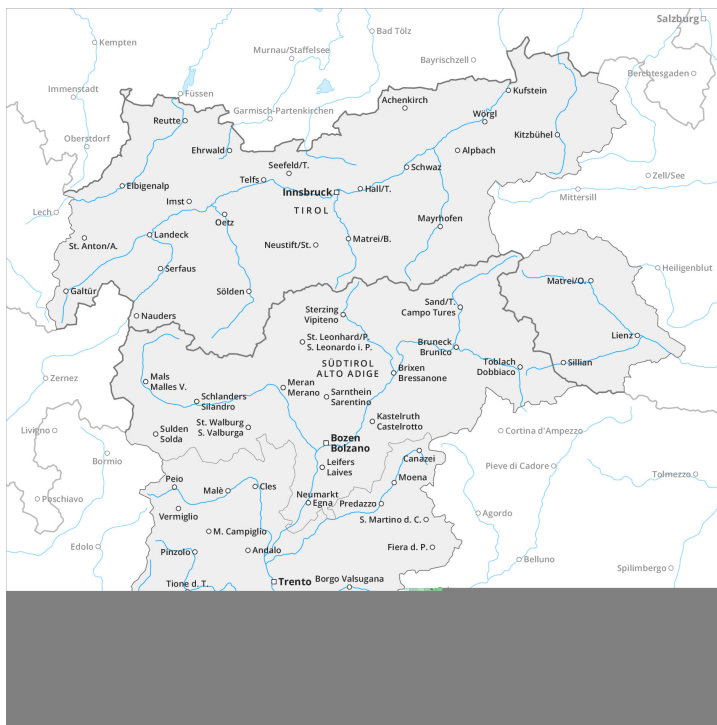 Salzburg
Bad Tölz
Kempten
Murnau/Staffelsee
Bayrischzell
Berchtesgaden
Immenstadt
Füssen
Kufstein
Achenkirch
Garmisch-Partenkirchen
Wörgl
Reutte
Kitzbühel
Oberstdorf
Ehrwald
Alpbach
Seefeld/T.
Schwaz
Zell/See
Telfs
Elbigenalp
Innsbruck
Hall/T.
Mittersill
Imst
TIROL
Lech
Oetz
Mayrhofen
Landeck
St. Anton/A.
Neustift/St.
Matrei/B.
Serfaus
Heiligenblut
Matrei/O.
Galtür
Sölden
Sand/T.
Campo Tures
Sterzing
Vipiteno
Nauders
Lienz
St. Leonhard/P.
S. Leonardo i. P.
Bruneck
Brunico
SÜDTIROL
ALTO ADIGE
Toblach
Dobbiaco
Sillian
Brixen
Bressanone
Zernez
Mals
Malles V.
Meran
Merano
Schlanders
Silandro
Sarnthein
Sarentino
St. Walburg
S. Valburga
Kastelruth
Castelrotto
Livigno
Sulden
Solda
Cortina d'Ampezzo
Bozen
Bolzano
Bormio
Canazei
Leifers
Laives
Pieve di Cadore
Peio
Moena
Tolmezzo
Malè
Cles
Neumarkt
Egna
Predazzo
Poschiavo
Vermiglio
Agordo
S. Martino d. C.
M. Campiglio
Edolo
Pinzolo
Andalo
Fiera d. P.
Belluno
Spilimbergo
Tione d. T.
Trento
Borgo Valsugana